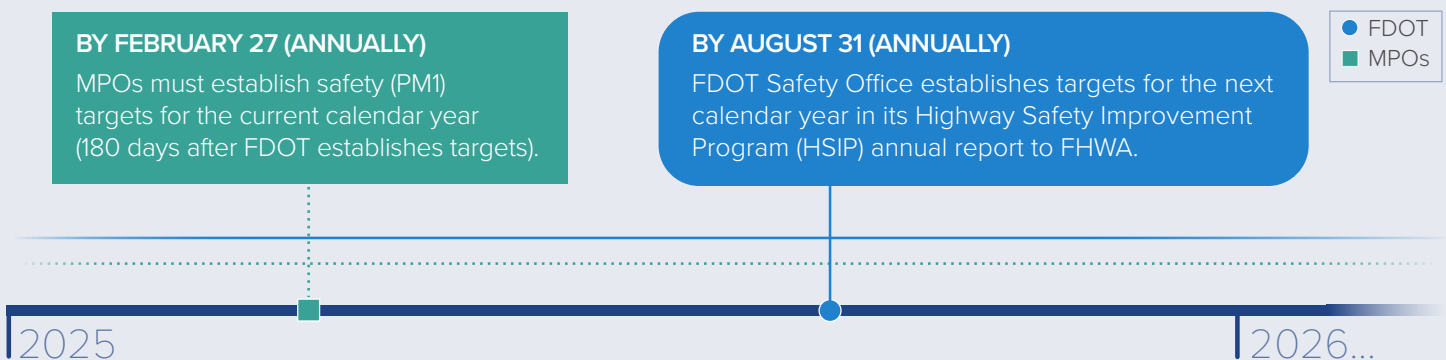 BY FEBRUARY 27 (ANNUALLY)
MPOs must establish safety (PM1)
targets for the current calendar year
(180 days after FDOT establishes targets).
BY AUGUST 31 (ANNUALLY)
FDOT Safety Office establishes targets for the next
calendar year in its Highway Safety Improvement
Program (HSIP) annual report to FHWA.
FDOT
MPOs
2025
2026...